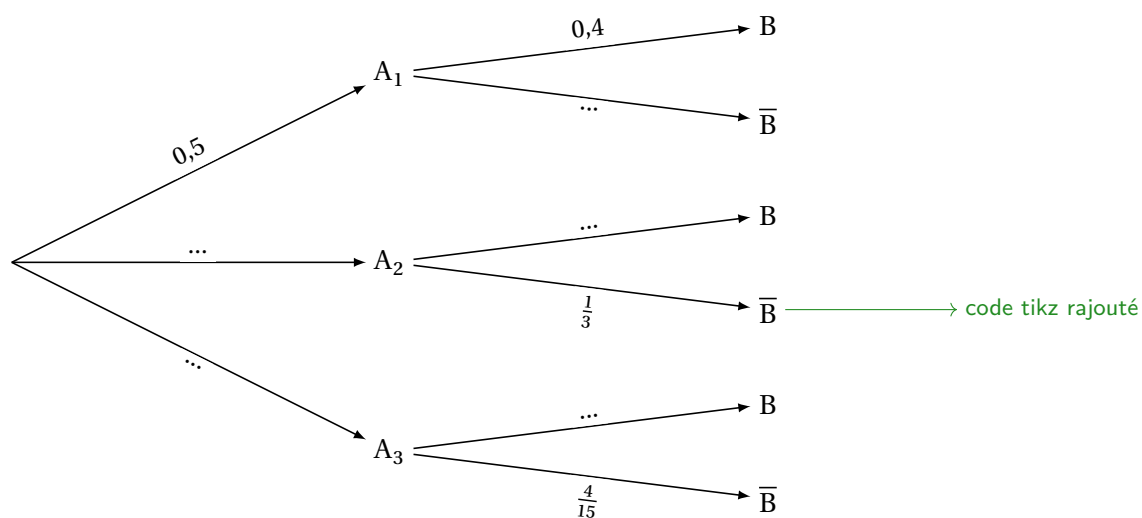 0,4
B
A₁
...
B̅
0,5
...
B
...
A₂
1/3
B̅
code tikz rajouté
...
...
B
A₃
4/15
B̅